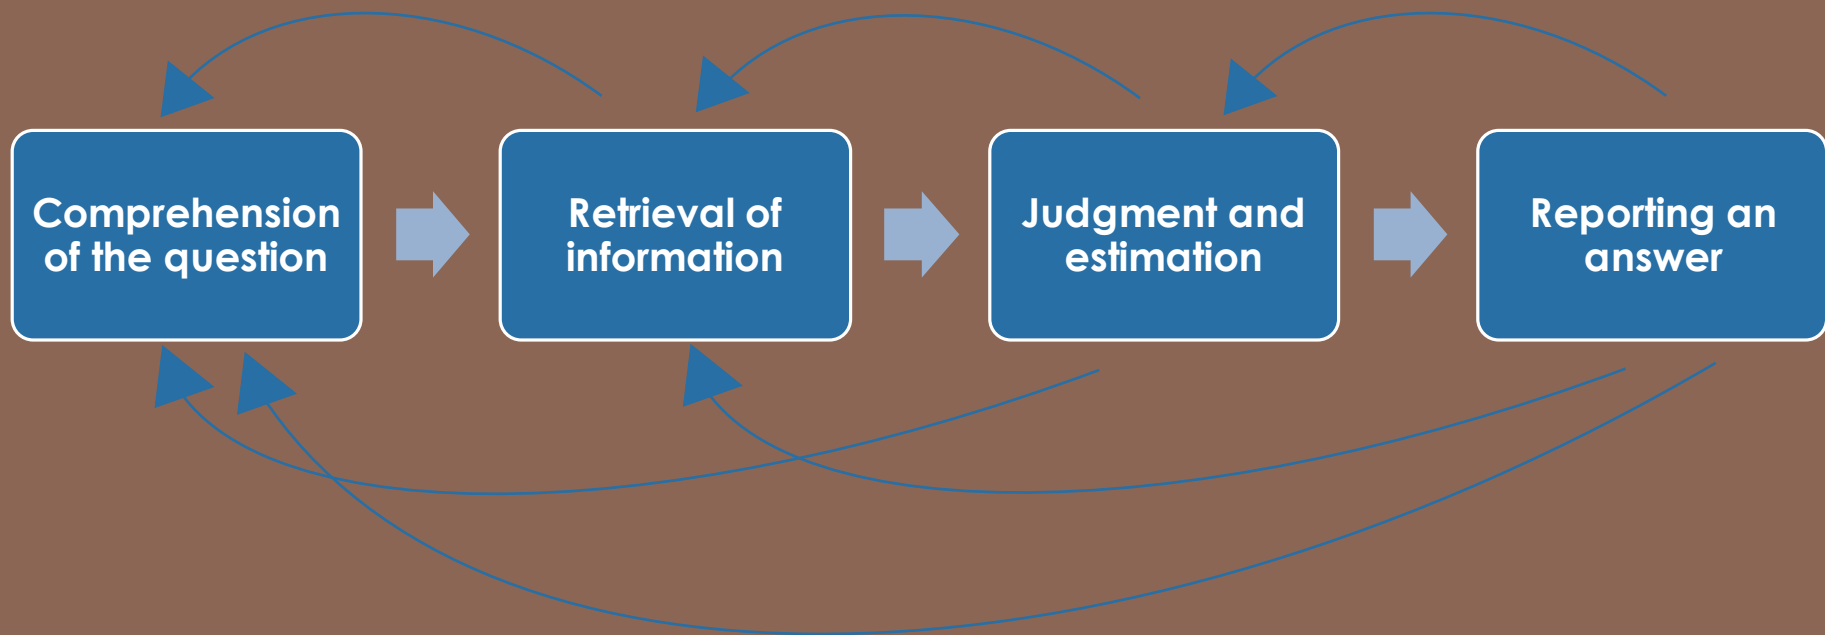 Comprehension
of the question
Retrieval of
information
Judgment and
estimation
Reporting an
answer